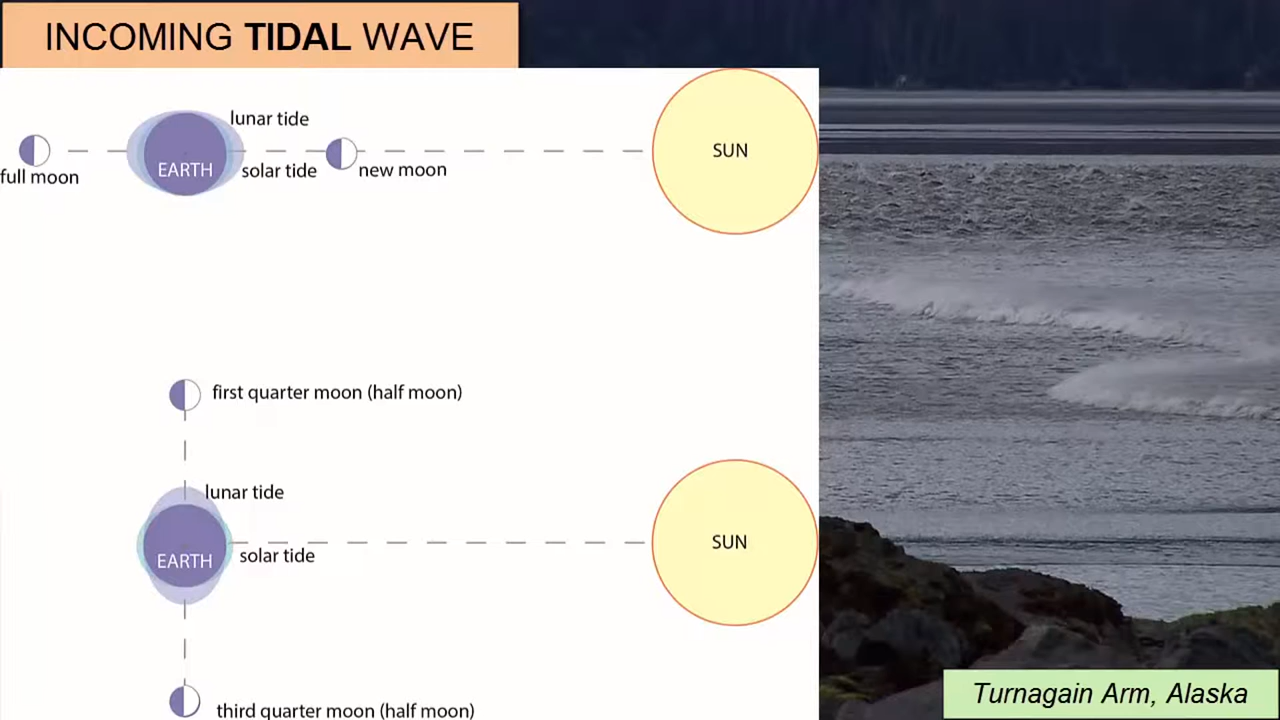 INCOMING TIDAL WAVE
lunar tide
EARTH
solar tide
full moon
new moon
SUN
first quarter moon (half moon)
lunar tide
EARTH
solar tide
SUN
third quarter moon (half moon)
Turnagain Arm, Alaska